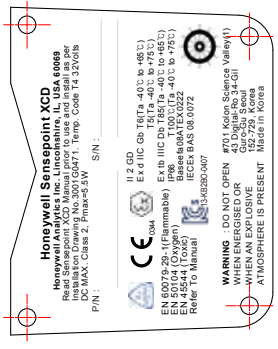 Honeywell Sensepoint XCD
Honeywell Analytics Inc., Lincolnshire, IL, USA 60069
Read Sensepoint XCD Manual prior to use and install as per
Installation Drawing No.3001G0471, Temp. Code T4 32Volts
DC MAX. Class 2, Pmax=5.5W
P/N :
S/N :
II 2 GD
Ex d IIC Gb T6(Ta -40℃ to +65℃)
T5(Ta -40℃ to +75℃)
Ex tb IIIC Db T85(Ta -40℃ to +65℃)
IP66 T100℃(Ta -40℃ to +75℃)
Baseefa08ATEX0222
IECEx BAS 08.0072
CE 0344
EN 60079-29-1(Flammable)
EN 50104 (Oxygen)
EN 45544 (Toxic)
Refer To Manual
WARNING : DO NOT OPEN
WHEN ENERGISED OR
WHEN AN EXPLOSIVE
ATMOSPHERE IS PRESENT
#701 Kolon Science Valley(1)
43 Digital-Ro 34-Gil
Guro-Gu, Seoul
152-729, Korea
Made in Korea